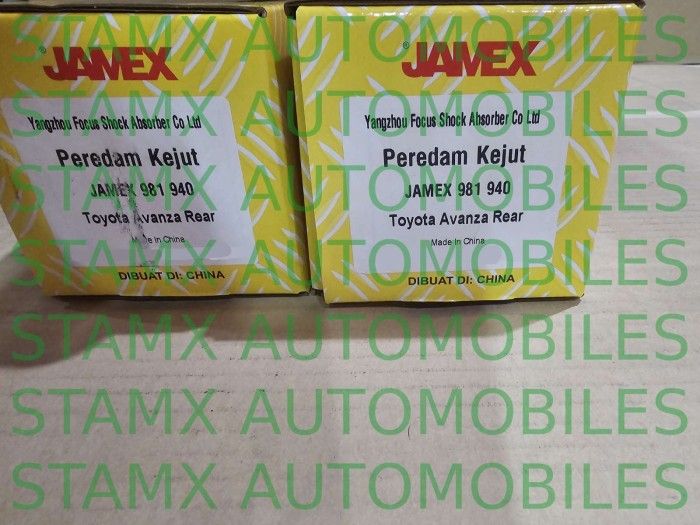 STAMX AUTOMOBILES
®JAMEX
Yangzhou Focus Shock Absorber Co Ltd
Peredam Kejut
JAMEX 981 940
Toyota Avanza Rear
Made In China
DIBUAT DI: CHINA
®JAMEX
Yangzhou Focus Shock Absorber Co Ltd
Peredam Kejut
JAMEX 981 940
Toyota Avanza Rear
Made In China
DIBUAT DI: CHINA
STAMX AUTOMOBILES
STAMX AUTOMOBILES
STAMX AUTOMOBILES
STAMX AUTOMOBILES
STAMX AUTOMOBILES
STAMX AUTOMOBILES
STAMX AUTOMOBILES